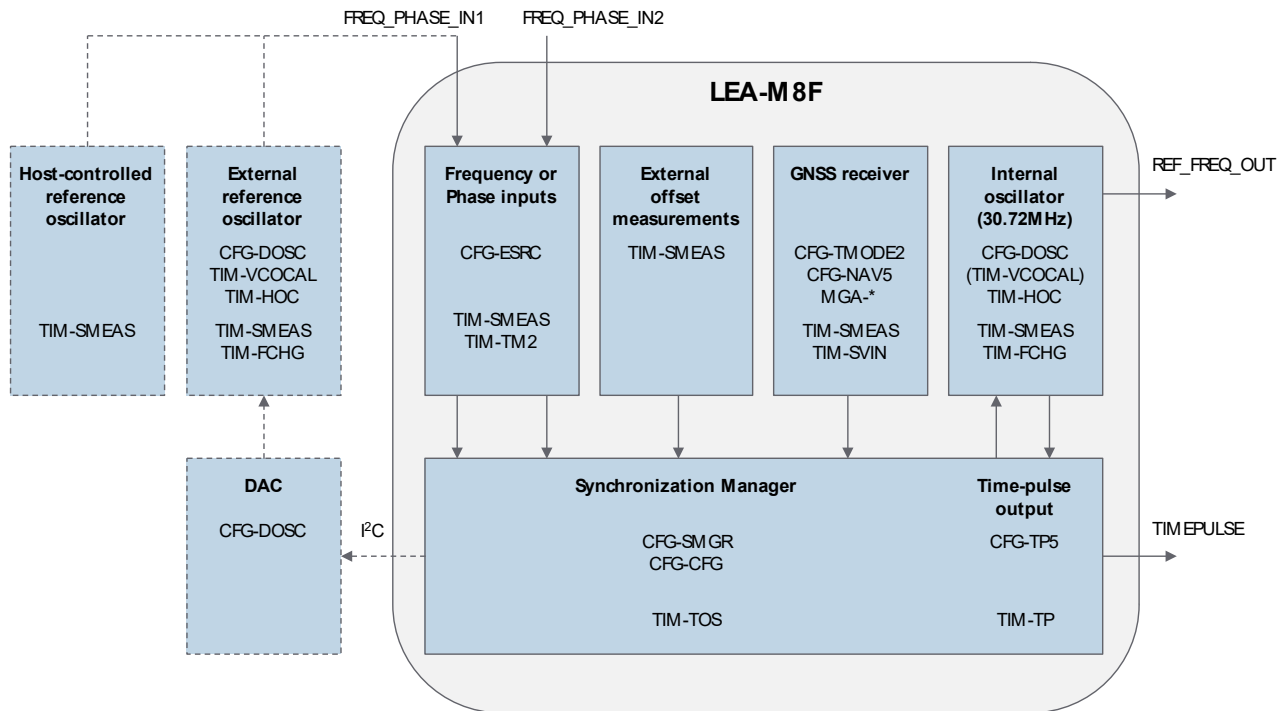 FREQ_PHASE_IN1
FREQ_PHASE_IN2
LEA-M8F
Host-controlled
reference
oscillator
TIM-SMEAS
External
reference
oscillator
CFG-DOSC
TIM-VCOCAL
TIM-HOC
TIM-SMEAS
TIM-FCHG
Frequency or
Phase inputs
CFG-ESRC
TIM-SMEAS
TIM-TM2
External
offset
measurements
TIM-SMEAS
GNSS receiver
CFG-TMODE2
CFG-NAV5
MGA-*
TIM-SMEAS
TIM-SVIN
Internal
oscillator
(30.72MHz)
CFG-DOSC
(TIM-VCOCAL)
TIM-HOC
TIM-SMEAS
TIM-FCHG
REF_FREQ_OUT
DAC
CFG-DOSC
I²C
Synchronization Manager
CFG-SMGR
CFG-CFG
TIM-TOS
Time-pulse
output
CFG-TP5
TIM-TP
TIMEPULSE